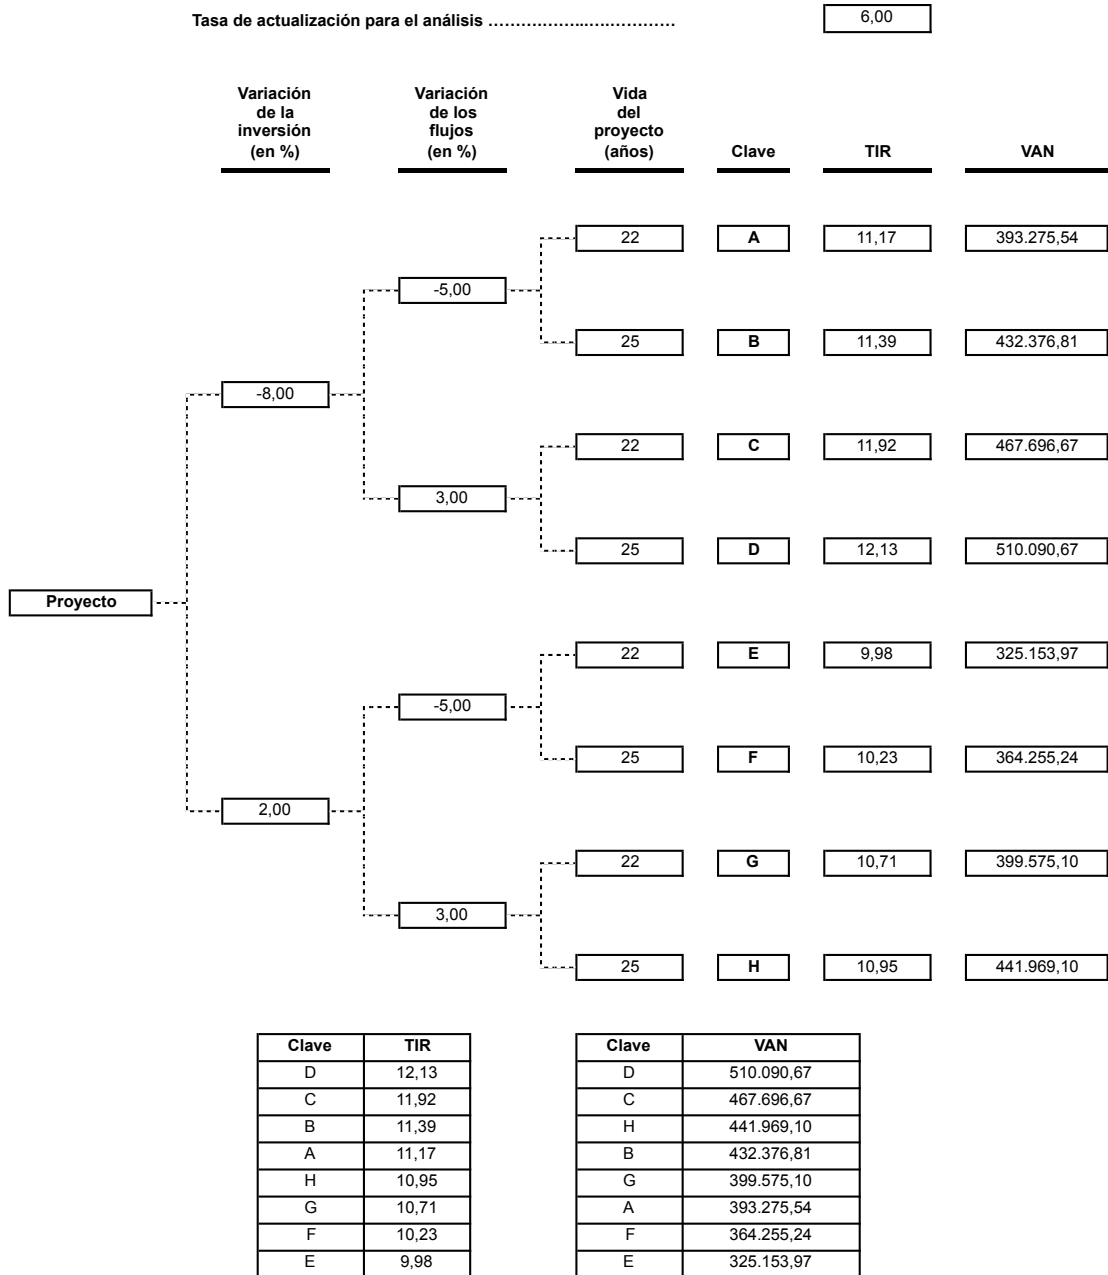 Tasa de actualización para el análisis ……………….…..….………… 6,00
Variación de la inversión (en %) Variación de los flujos (en %) Vida del proyecto (años) Clave TIR VAN
22 A 11,17 393.275,54
-5,00
25 B 11,39 432.376,81
-8,00
22 C 11,92 467.696,67
3,00
25 D 12,13 510.090,67
Proyecto
22 E 9,98 325.153,97
-5,00
25 F 10,23 364.255,24
2,00
22 G 10,71 399.575,10
3,00
25 H 10,95 441.969,10
Clave TIR
D 12,13
C 11,92
B 11,39
A 11,17
H 10,95
G 10,71
F 10,23
E 9,98
Clave VAN
D 510.090,67
C 467.696,67
H 441.969,10
B 432.376,81
G 399.575,10
A 393.275,54
F 364.255,24
E 325.153,97